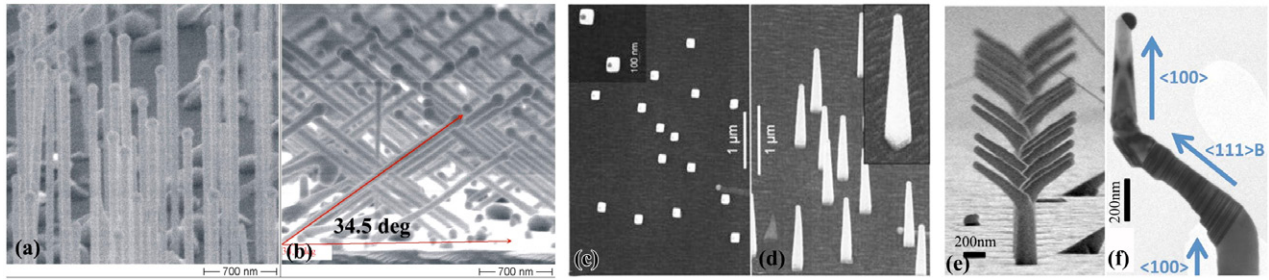 (a)
700 nm
34.5 deg
(b)
700 nm
100 nm
1 μm
(c)
1 μm
(d)
(e)
200nm
<100>
<111>B
200nm
<100>
(f)